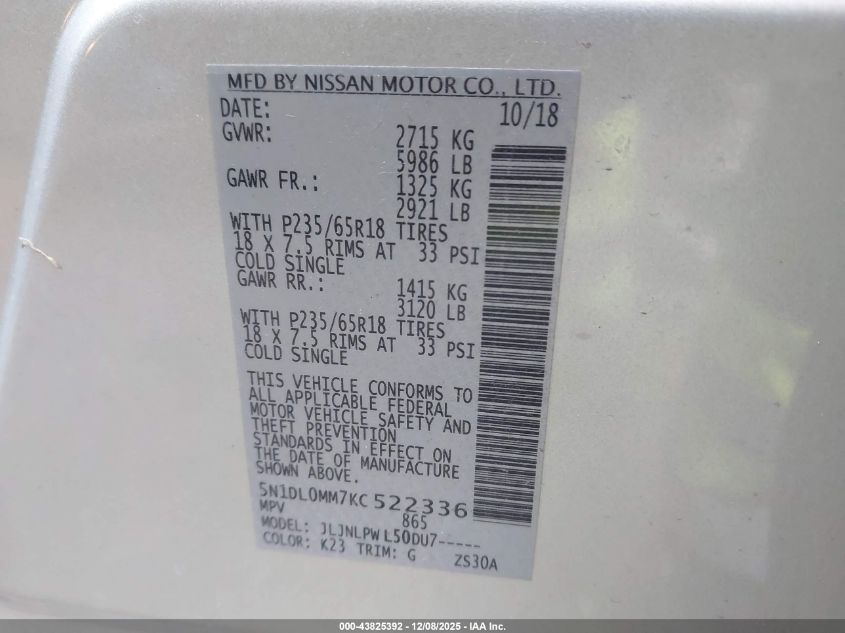 MFD BY NISSAN MOTOR CO., LTD.
DATE: 10/18
GVWR: 2715 KG
5986 LB
GAWR FR.: 1325 KG
2921 LB
WITH P235/65R18 TIRES
18 X 7.5 RIMS AT 33 PSI
COLD SINGLE
GAWR RR.: 1415 KG
3120 LB
WITH P235/65R18 TIRES
18 X 7.5 RIMS AT 33 PSI
COLD SINGLE
THIS VEHICLE CONFORMS TO
ALL APPLICABLE FEDERAL
MOTOR VEHICLE SAFETY AND
THEFT PREVENTION
STANDARDS IN EFFECT ON
THE DATE OF MANUFACTURE
SHOWN ABOVE.
5N1DL0MM7KC522336
MPV 865
MODEL: JLJNLPWL50DU7-----
COLOR: K23 TRIM: G ZS30A
000-43825392 - 12/08/2025 - IAA Inc.